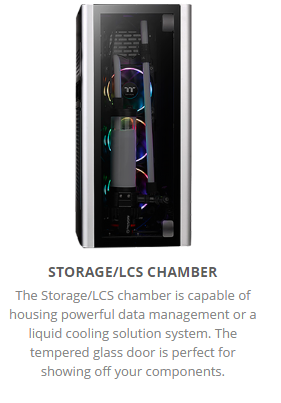 STORAGE/LCS CHAMBER
The Storage/LCS chamber is capable of
housing powerful data management or a
liquid cooling solution system. The
tempered glass door is perfect for
showing off your components.